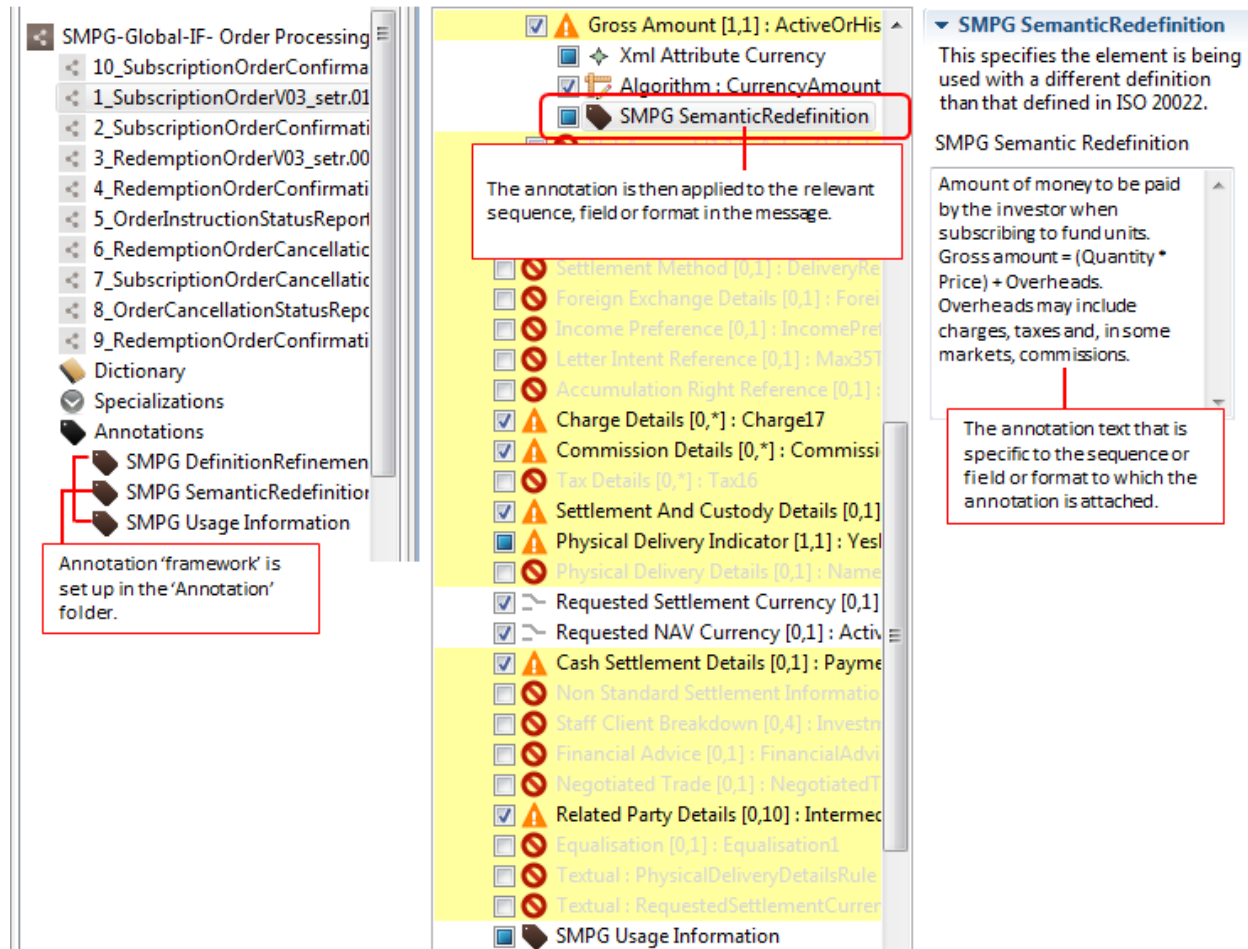 SMPG-Global-IF- Order Processing
10_SubscriptionOrderConfirma
1_SubscriptionOrderV03_setr.01
2_SubscriptionOrderConfirmati
3_RedemptionOrderV03_setr.00
4_RedemptionOrderConfirmati
5_OrderInstructionStatusReport
6_RedemptionOrderCancellatic
7_SubscriptionOrderCancellatic
8_OrderCancellationStatusRepc
9_RedemptionOrderConfirmati
Dictionary
Specializations
Annotations
SMPG DefinitionRefinemen
SMPG SemanticRedefinition
SMPG Usage Information
Annotation 'framework' is
set up in the 'Annotation'
folder.
Gross Amount [1,1] : ActiveOrHis
Xml Attribute Currency
Algorithm : CurrencyAmount
SMPG SemanticRedefinition
The annotation is then applied to the relevant
sequence, field or format in the message.
Settlement Method [0,1] : DeliveryRe
Foreign Exchange Details [0,1] : Forei
Income Preference [0,1] : IncomePref
Letter Intent Reference [0,1] : Max35T
Accumulation Right Reference [0,1] :
Charge Details [0,*] : Charge17
Commission Details [0,*] : Commissi
Tax Details [0,*] : Tax16
Settlement And Custody Details [0,1]
Physical Delivery Indicator [1,1] : YesI
Physical Delivery Details [0,1] : Name
Requested Settlement Currency [0,1]
Requested NAV Currency [0,1] : Activ
Cash Settlement Details [0,1] : Payme
Non Standard Settlement Informatio
Staff Client Breakdown [0,4] : Investn
Financial Advice [0,1] : FinancialAdvi
Negotiated Trade [0,1] : NegotiatedT
Related Party Details [0,10] : Intermec
Equalisation [0,1] : Equalisation1
Textual : PhysicalDeliveryDetailsRule
Textual : RequestedSettlementCurren
SMPG Usage Information
SMPG SemanticRedefinition
This specifies the element is being
used with a different definition
than that defined in ISO 20022.
SMPG Semantic Redefinition
Amount of money to be paid
by the investor when
subscribing to fund units.
Gross amount = (Quantity *
Price) + Overheads.
Overheads may include
charges, taxes and, in some
markets, commissions.
The annotation text that is
specific to the sequence or
field or format to which the
annotation is attached.